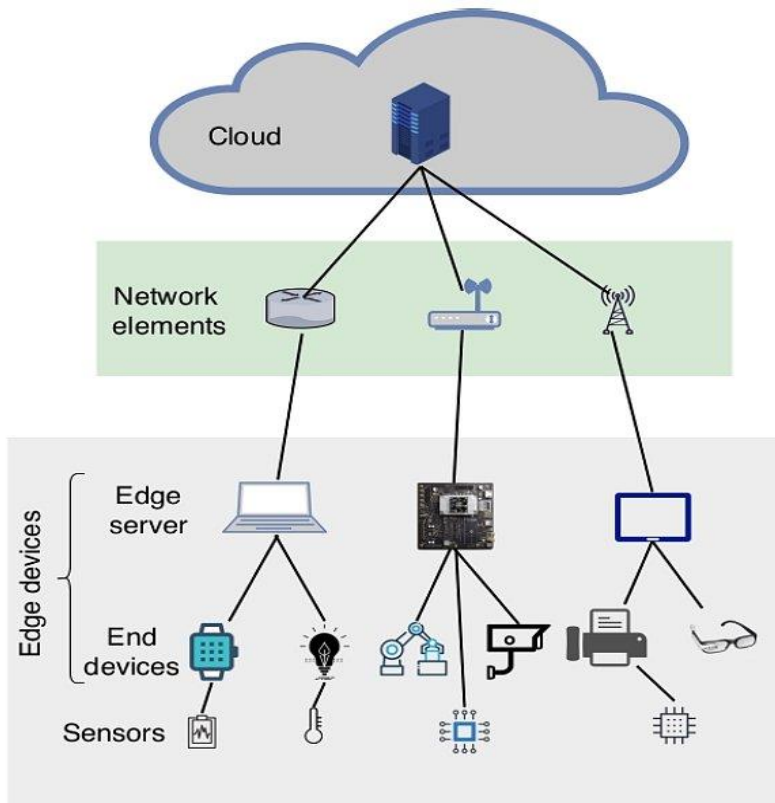 Cloud
Network
elements
Edge devices
Edge
server
End
devices
Sensors